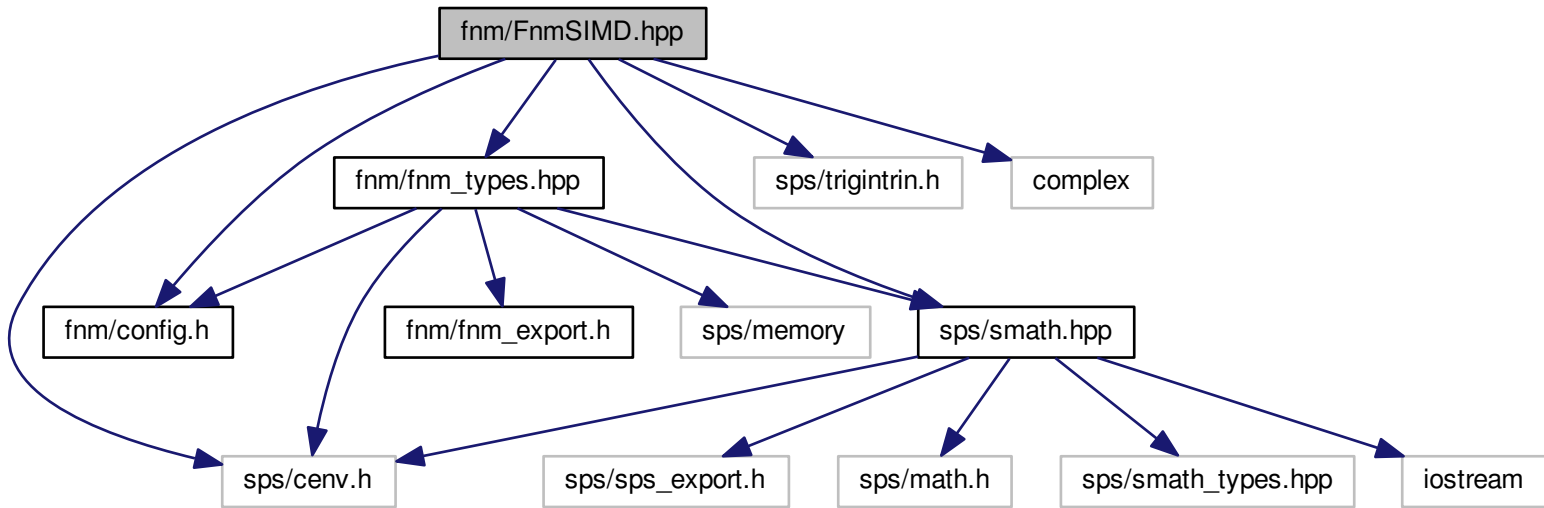 fnm/FnmSIMD.hpp
fnm/fnm_types.hpp
sps/trigintrin.h
complex
fnm/config.h
fnm/fnm_export.h
sps/memory
sps/smath.hpp
sps/cenv.h
sps/sps_export.h
sps/math.h
sps/smath_types.hpp
iostream